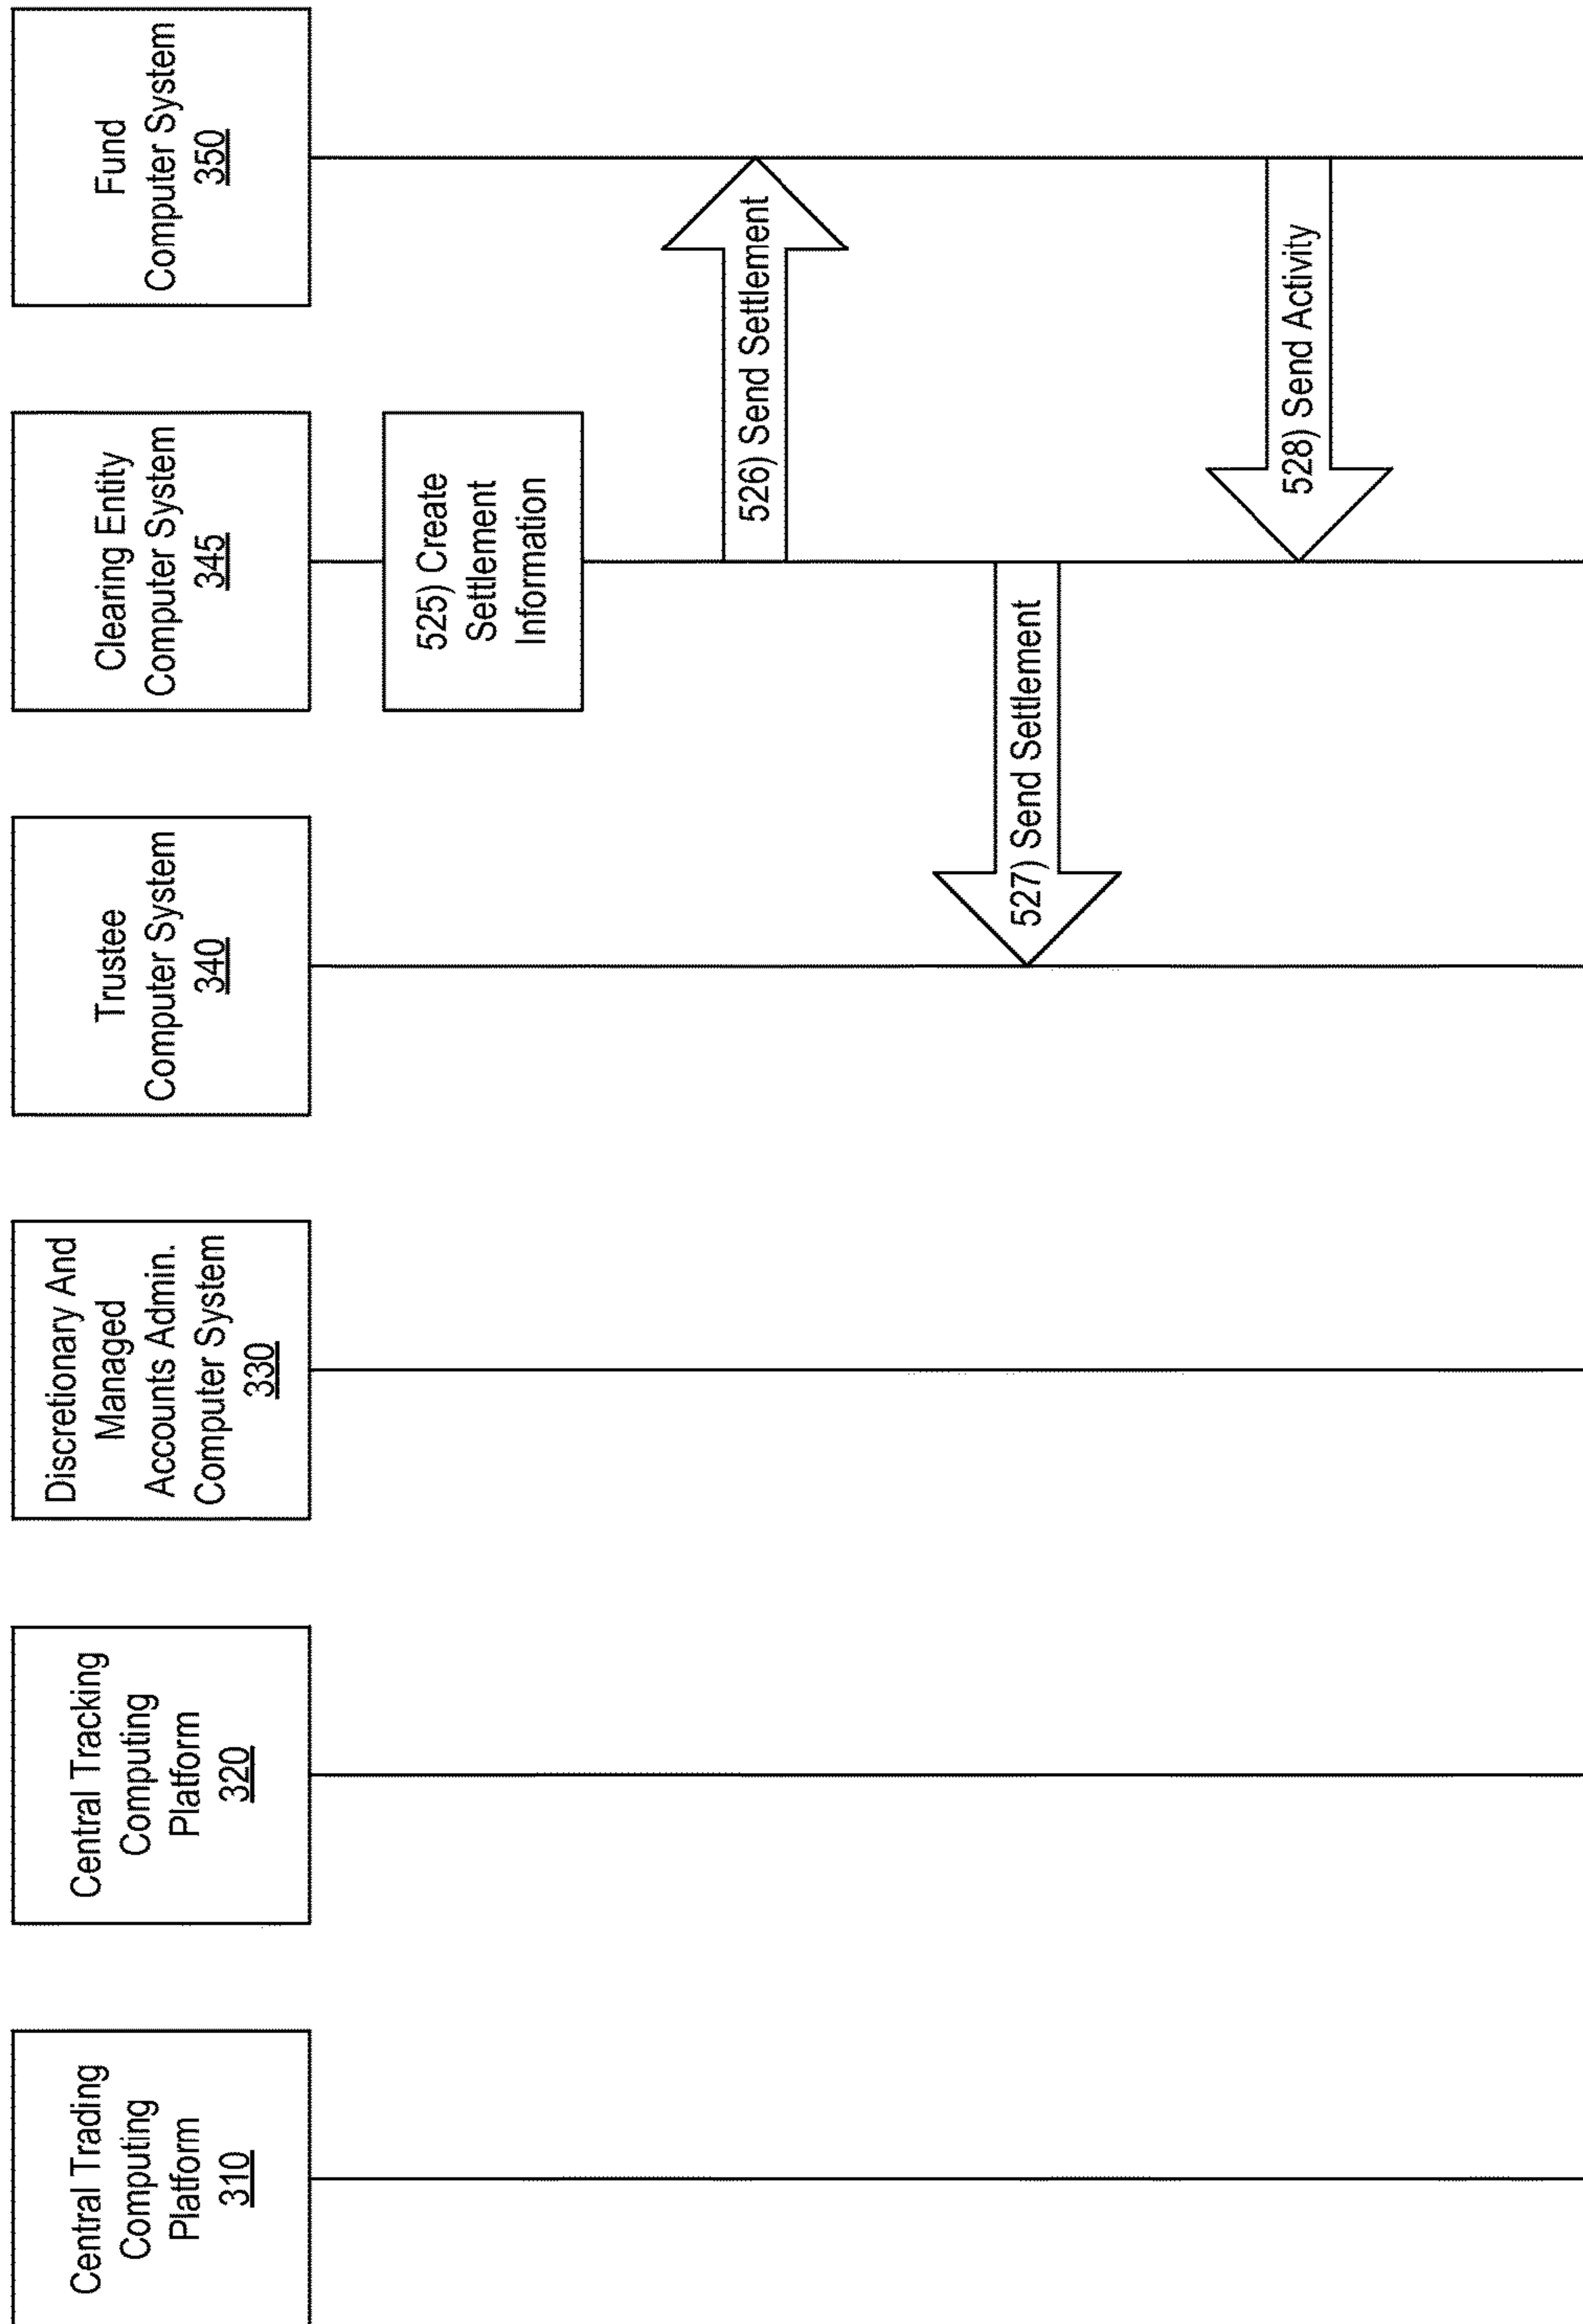 Central Trading
Computing
Platform
310
Central Tracking
Computing
Platform
320
Discretionary And
Managed
Accounts Admin.
Computer System
330
Trustee
Computer System
340
Clearing Entity
Computer System
345
Fund
Computer System
350
525) Create
Settlement
Information
526) Send Settlement
527) Send Settlement
528) Send Activity